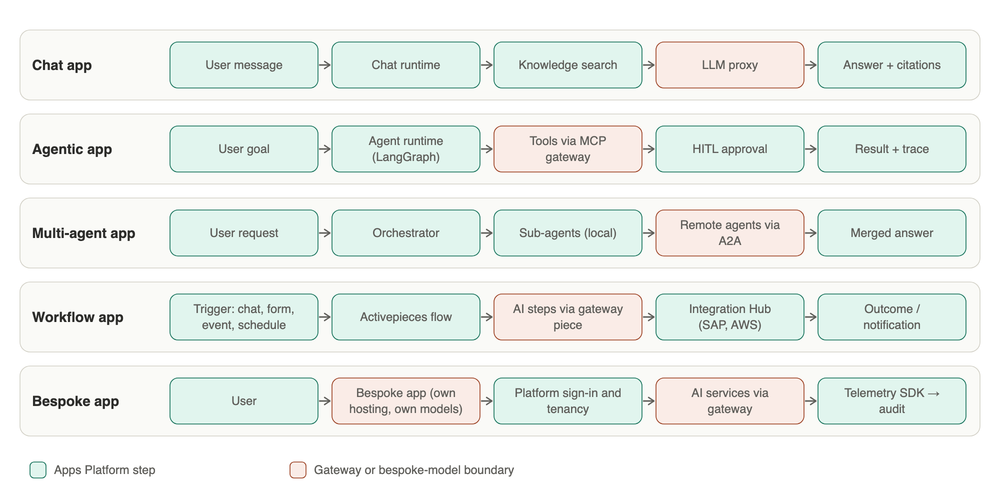 Chat app
User message
Chat runtime
Knowledge search
LLM proxy
Answer + citations
Agentic app
User goal
Agent runtime
(LangGraph)
Tools via MCP
gateway
HITL approval
Result + trace
Multi-agent app
User request
Orchestrator
Sub-agents (local)
Remote agents via
A2A
Merged answer
Workflow app
Trigger: chat, form,
event, schedule
Activepieces flow
AI steps via gateway
piece
Integration Hub
(SAP, AWS)
Outcome /
notification
Bespoke app
User
Bespoke app (own
hosting, own models)
Platform sign-in and
tenancy
AI services via
gateway
Telemetry SDK →
audit
Apps Platform step
Gateway or bespoke-model boundary